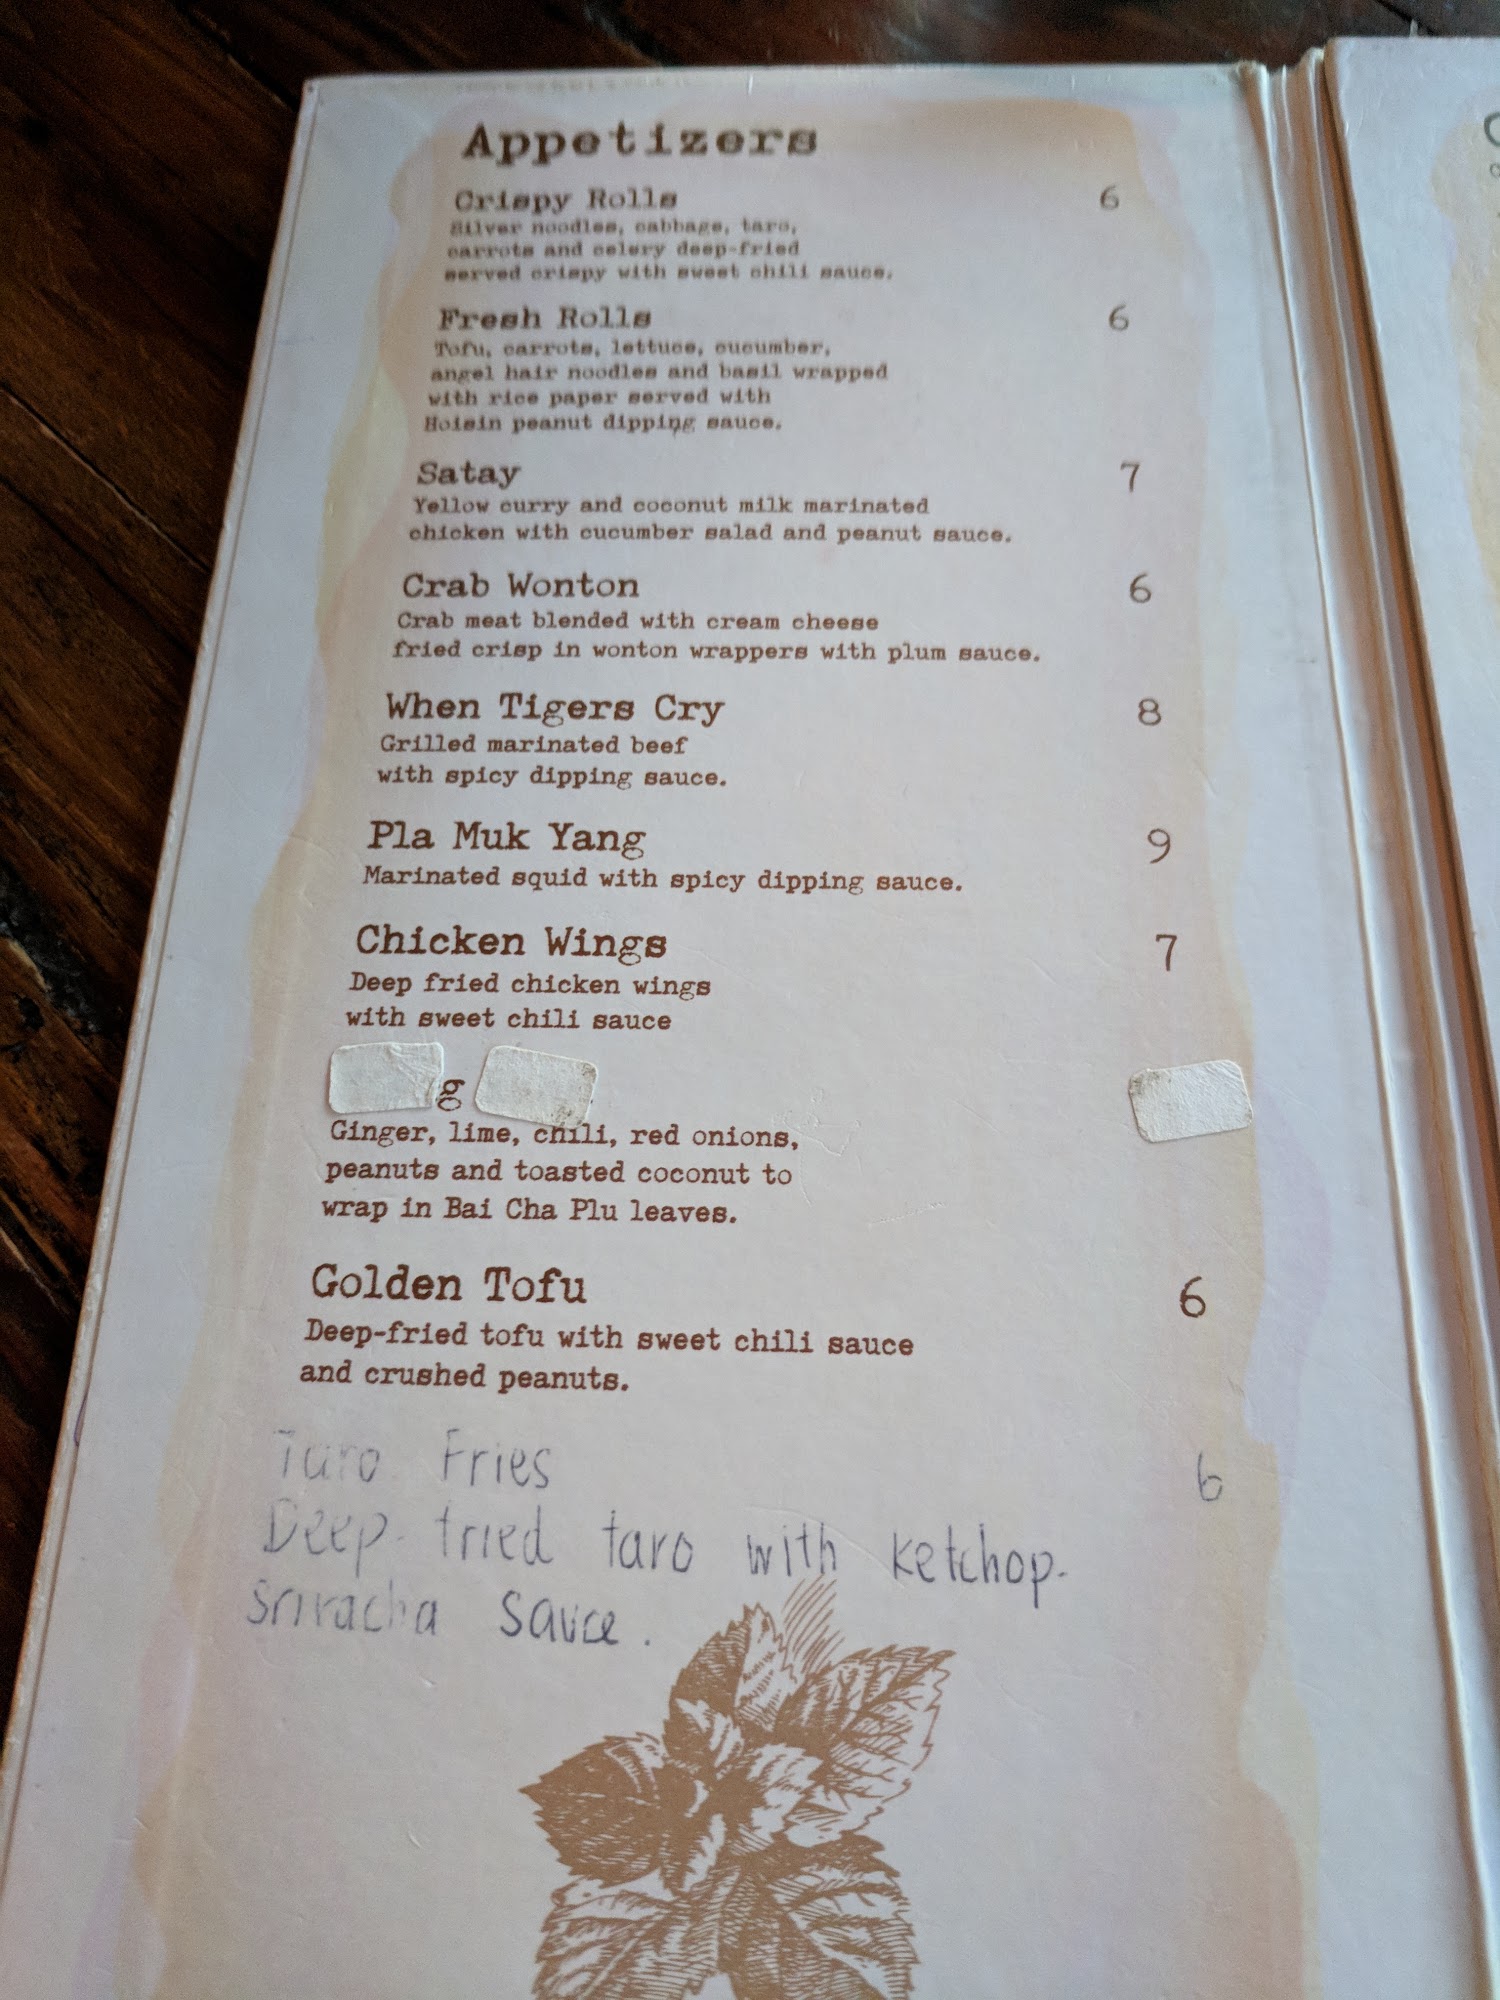 Appetizers
Crispy Rolls 6
Silver noodles, cabbage, taro,
carrots and celery deep-fried
served crispy with sweet chili sauce.
Fresh Rolls 6
Tofu, carrots, lettuce, cucumber,
angel hair noodles and basil wrapped
with rice paper served with
Hoisin peanut dipping sauce.
Satay 7
Yellow curry and coconut milk marinated
chicken with cucumber salad and peanut sauce.
Crab Wonton 6
Crab meat blended with cream cheese
fried crisp in wonton wrappers with plum sauce.
When Tigers Cry 8
Grilled marinated beef
with spicy dipping sauce.
Pla Muk Yang 9
Marinated squid with spicy dipping sauce.
Chicken Wings 7
Deep fried chicken wings
with sweet chili sauce
g
Ginger, lime, chili, red onions,
peanuts and toasted coconut to
wrap in Bai Cha Plu leaves.
Golden Tofu 6
Deep-fried tofu with sweet chili sauce
and crushed peanuts.
Taro Fries 6
Deep-fried taro with ketchop-
Sriracha sauce.